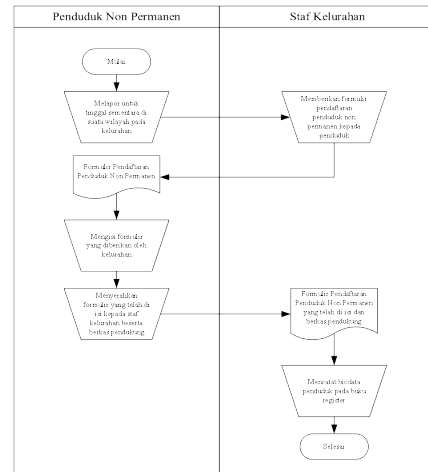 Penduduk Non Permanen
Staf Kelurahan
Mulai
Melapor untuk
tinggal sementara di
suatu wilayah pada
kelurahan
Memberikan formulir
pendaftaran
penduduk non
permanen kepada
penduduk
Formulir Pendaftaran
Penduduk Non Permanen
Mengisi formulir
yang diberikan oleh
kelurahan
Menyerahkan
formulir yang telah di
isi kepada staf
kelurahan beserta
berkas pendukung
Formulir Pendaftaran
Penduduk Non Permanen
yang telah di isi dan
berkas pendukung
Mencatat biodata
penduduk pada buku
register
Selesai